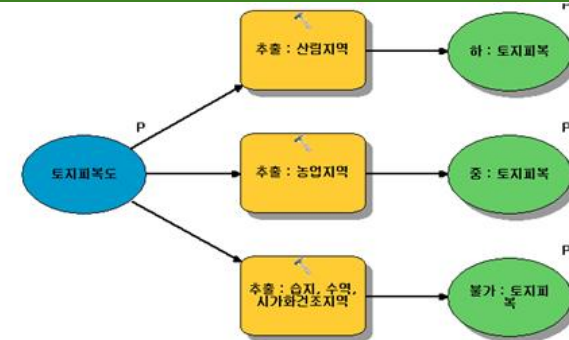 P
추출 : 산림지역
하 : 토지피복
P
P
토지피복도
추출 : 농업지역
중 : 토지피복
P
추출 : 습지, 수역,
시가화건조지역
불가 : 토지피
복